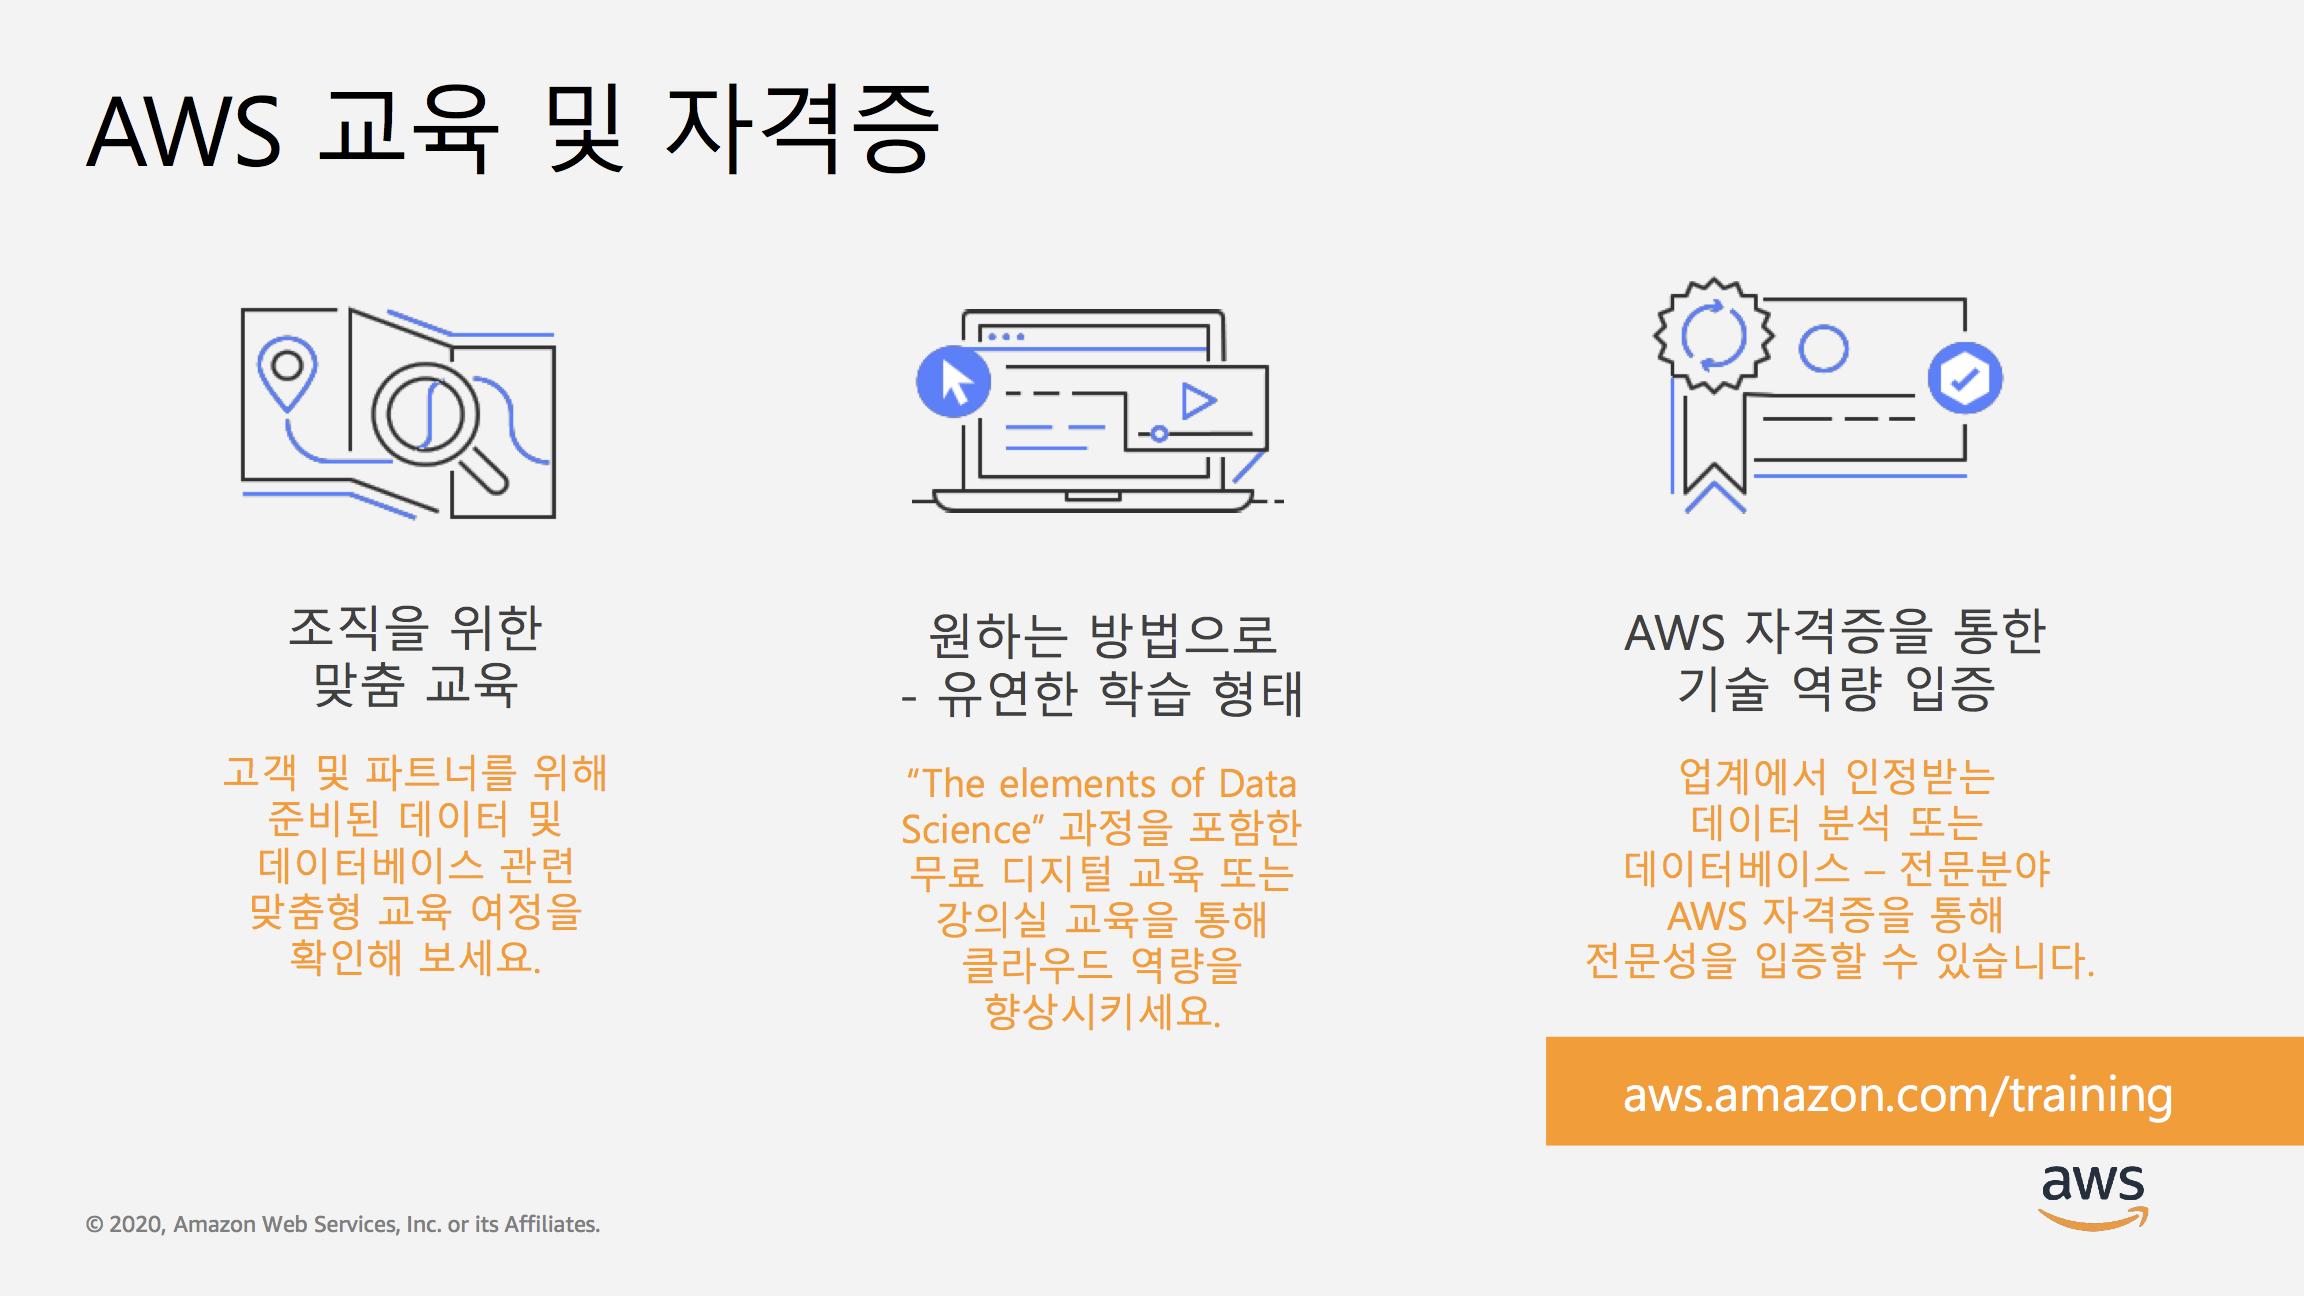 AWS 교육 및 자격증
조직을 위한
맞춤 교육
고객 및 파트너를 위해
준비된 데이터 및
데이터베이스 관련
맞춤형 교육 여정을
확인해 보세요.
원하는 방법으로
- 유연한 학습 형태
“The elements of Data
Science” 과정을 포함한
무료 디지털 교육 또는
강의실 교육을 통해
클라우드 역량을
향상시키세요.
AWS 자격증을 통한
기술 역량 입증
업계에서 인정받는
데이터 분석 또는
데이터베이스 – 전문분야
AWS 자격증을 통해
전문성을 입증할 수 있습니다.
aws.amazon.com/training
© 2020, Amazon Web Services, Inc. or its Affiliates.
aws